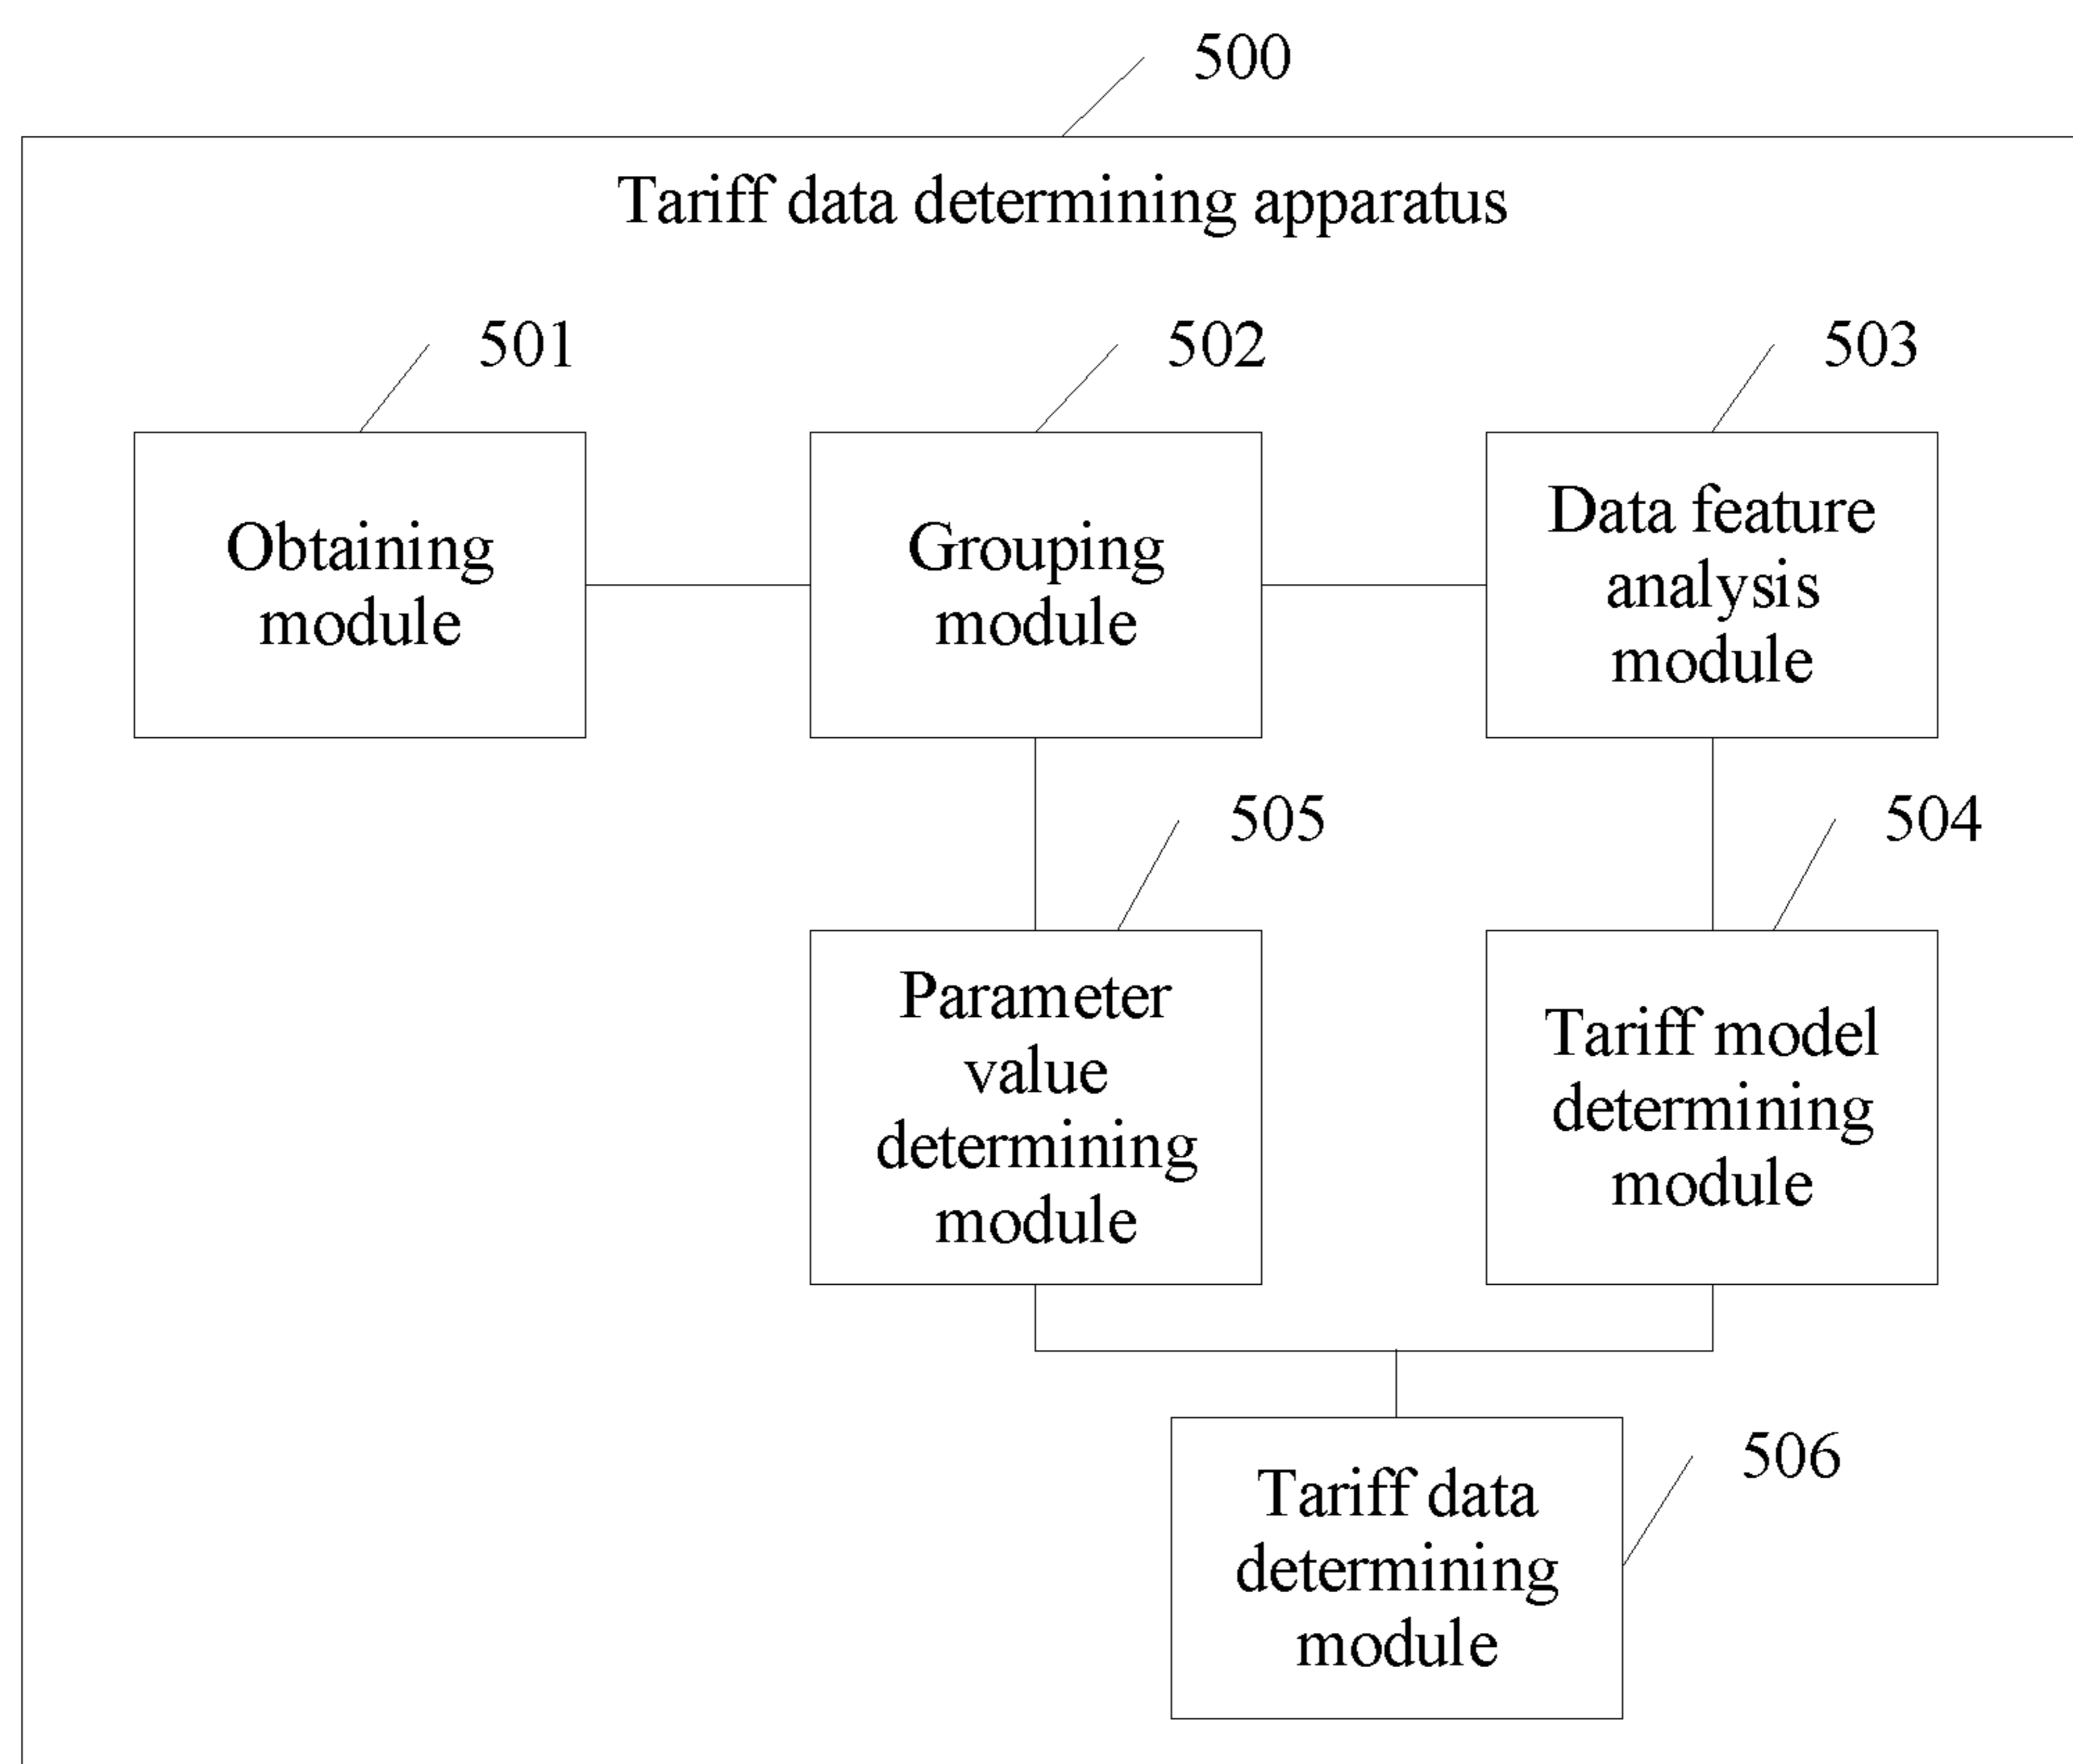 500
Tariff data determining apparatus
501
502
503
Obtaining
module
Grouping
module
Data feature
analysis
module
505
504
Parameter
value
determining
module
Tariff model
determining
module
506
Tariff data
determining
module